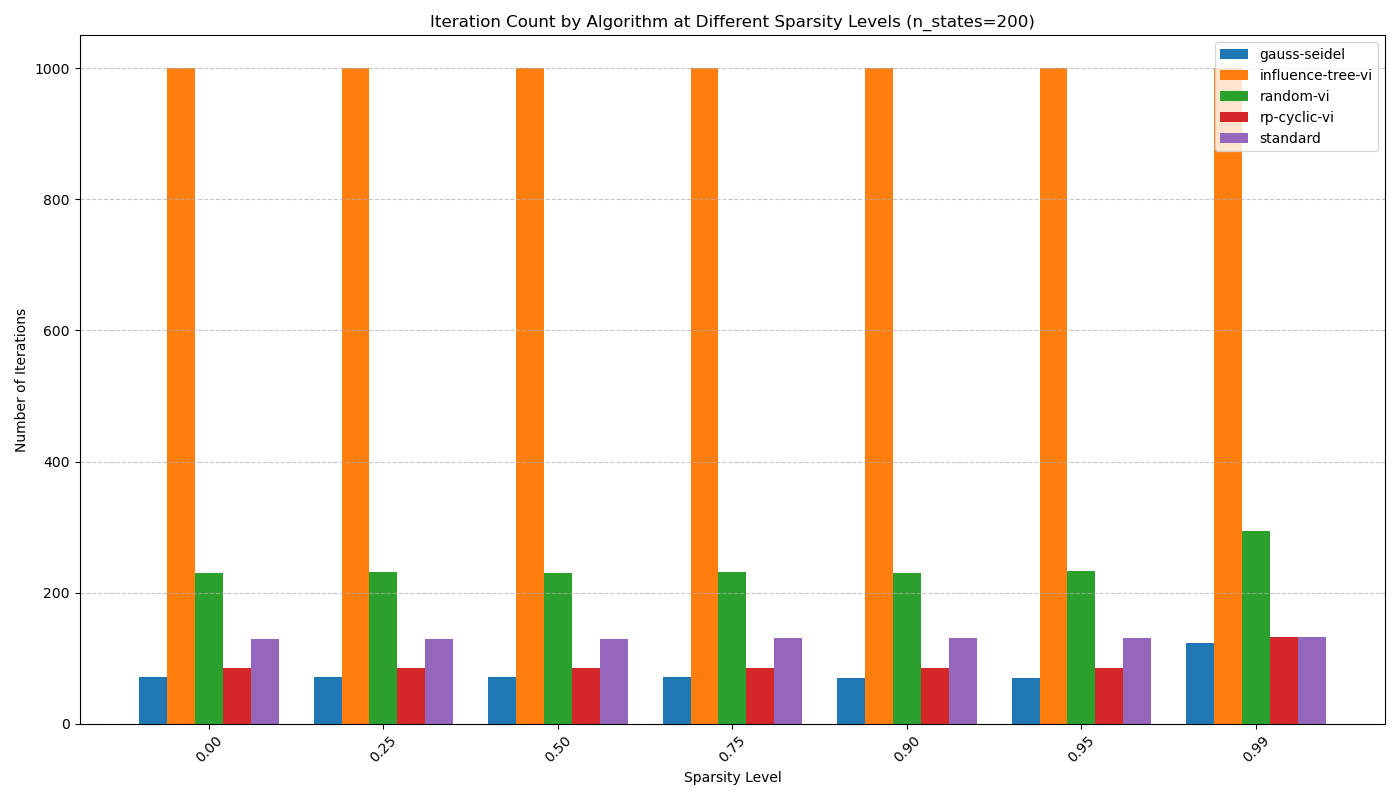 Iteration Count by Algorithm at Different Sparsity Levels (n_states=200)
gauss-seidel
influence-tree-vi
random-vi
rp-cyclic-vi
standard
Number of Iterations
1000
800
600
400
200
0
0.00
0.25
0.50
0.75
0.90
0.95
0.99
Sparsity Level